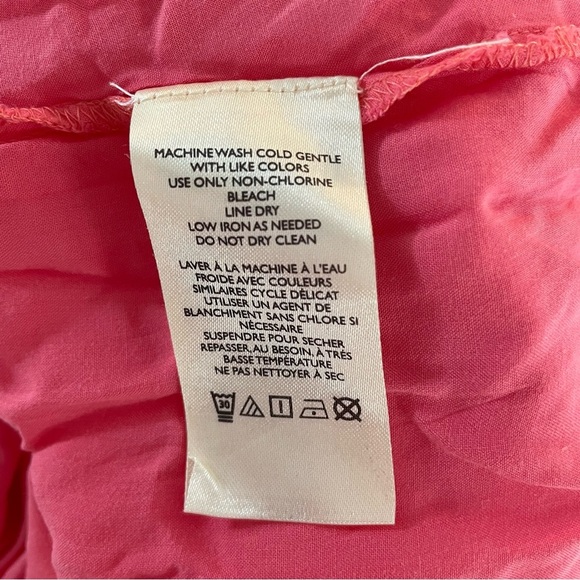 MACHINE WASH COLD GENTLE
WITH LIKE COLORS
USE ONLY NON-CHLORINE
BLEACH
LINE DRY
LOW IRON AS NEEDED
DO NOT DRY CLEAN
LAVER À LA MACHINE À L'EAU
FROIDE AVEC COULEURS
SIMILAIRES CYCLE DÉLICAT
UTILISER UN AGENT DE
BLANCHIMENT SANS CHLORE SI
NÉCESSAIRE
SUSPENDRE POUR SÉCHER
REPASSER, AU BESOIN, À TRÈS
BASSE TEMPÉRATURE
NE PAS NETTOYER À SEC
30